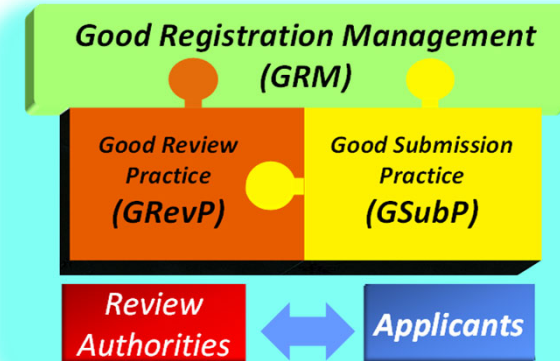 Good Registration Management
(GRM)
Good Review
Practice
(GRevP)
Good Submission
Practice
(GSubP)
Review
Authorities
Applicants